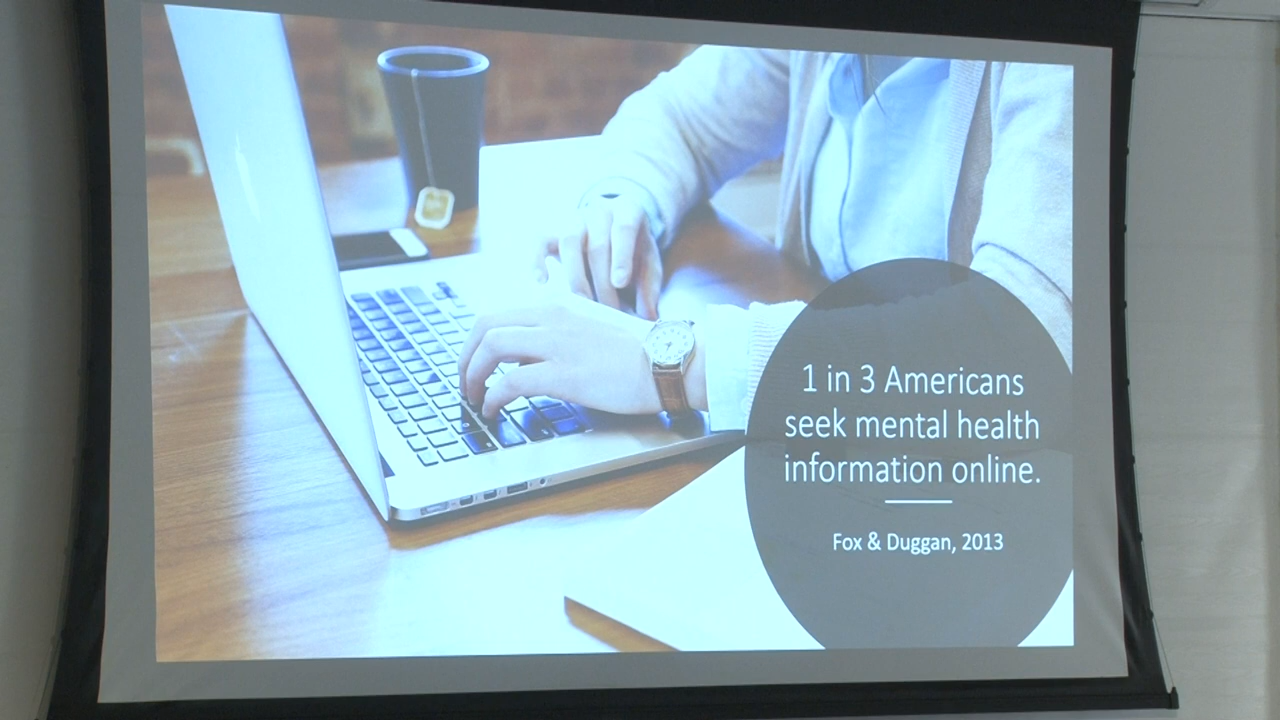 1 in 3 Americans
seek mental health
information online.
Fox & Duggan, 2013